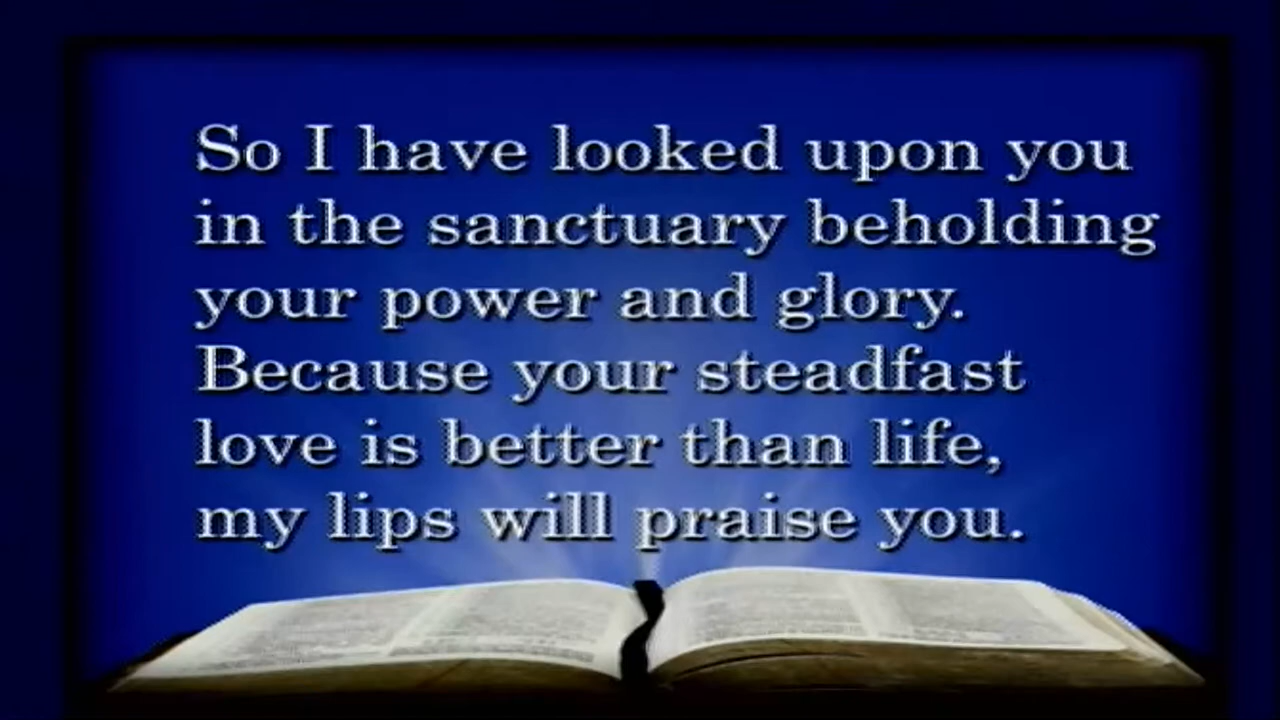 So I have looked upon you
in the sanctuary beholding
your power and glory.
Because your steadfast
love is better than life,
my lips will praise you.